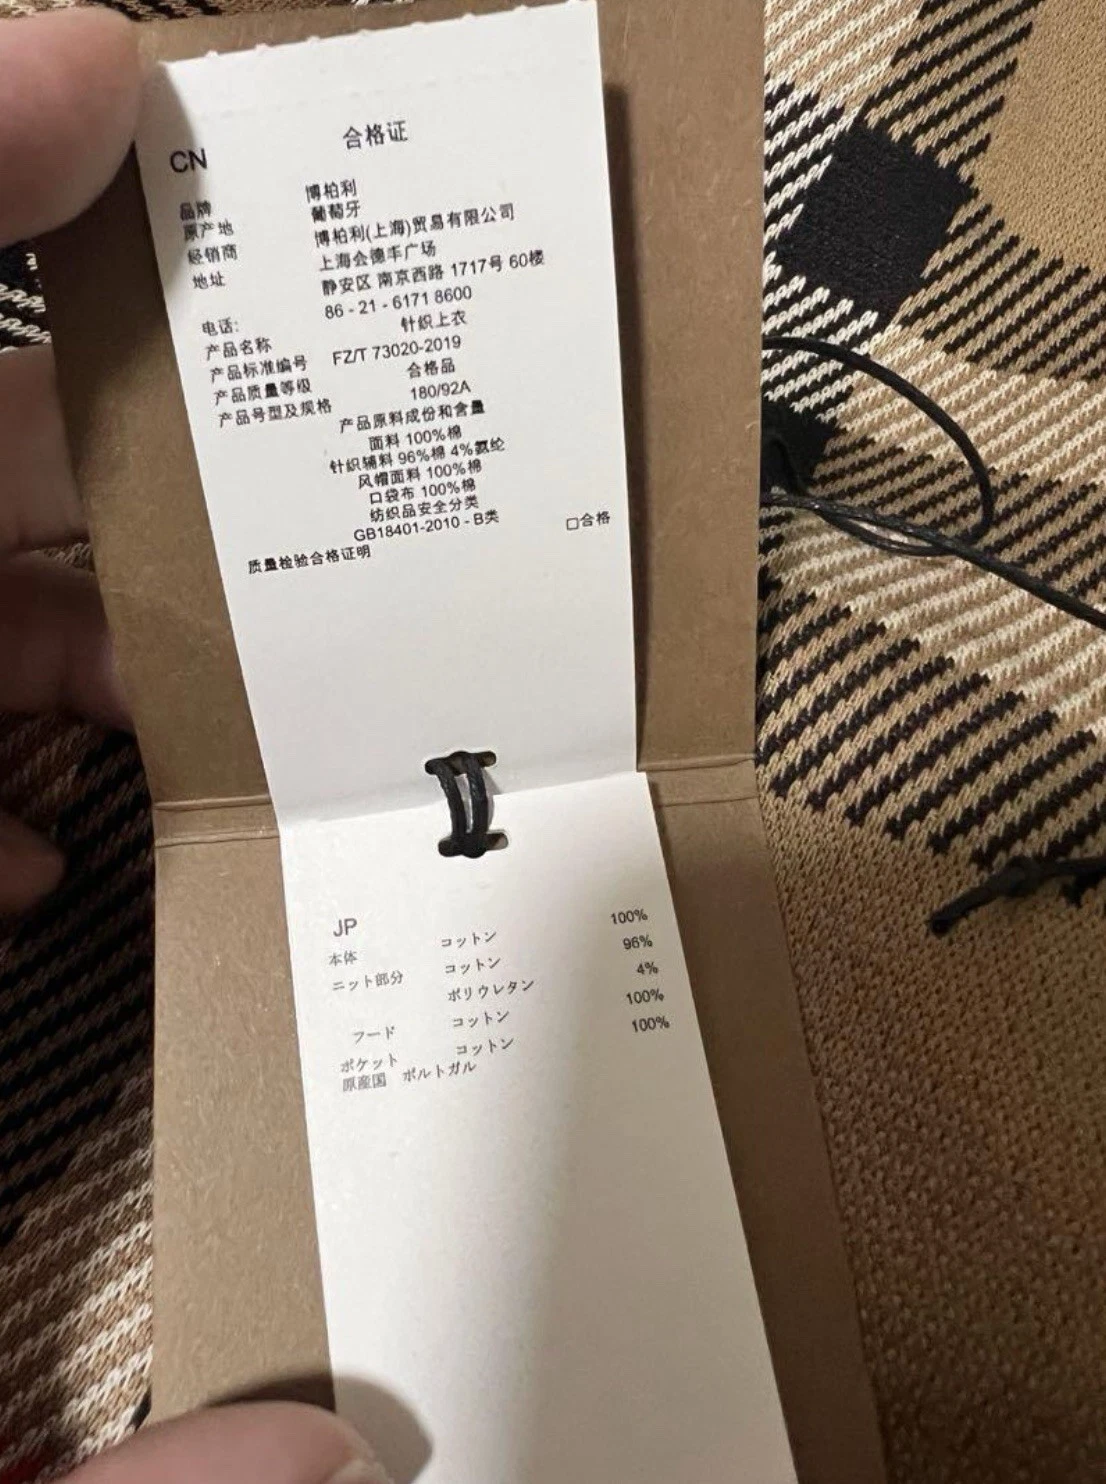 合格证
CN
品牌 博柏利
原产地 葡萄牙
经销商 博柏利(上海)贸易有限公司
地址 上海会德丰广场
静安区 南京西路 1717号 60楼
电话: 86 - 21 - 6171 8600
产品名称 针织上衣
产品标准编号 FZ/T 73020-2019
产品质量等级 合格品
产品号型及规格 180/92A
产品原料成份和含量
面料 100%棉
针织辅料 96%棉 4%氨纶
风帽面料 100%棉
口袋布 100%棉
纺织品安全分类
GB18401-2010 - B类
质量检验合格证明 □合格
JP
本体 コットン 100%
ニット部分 コットン 96%
ポリウレタン 4%
フード コットン 100%
ポケット コットン 100%
原産国 ポルトガル